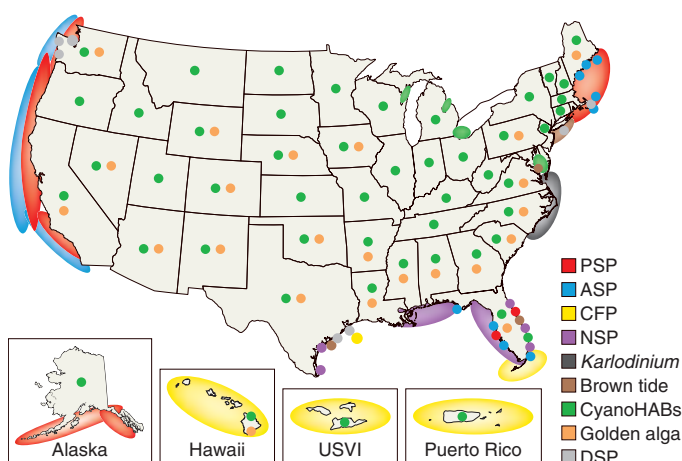 PSP
ASP
CFP
NSP
Karlodinium
Brown tide
CyanoHABs
Golden alga
DSP
Alaska
Hawaii
USVI
Puerto Rico